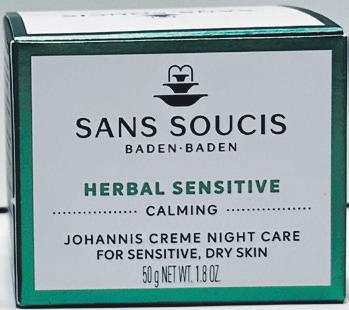 SANS SOUCIS
BADEN·BADEN
HERBAL SENSITIVE
CALMING
JOHANNIS CREME NIGHT CARE
FOR SENSITIVE, DRY SKIN
50 g NET WT. 1.8 OZ.